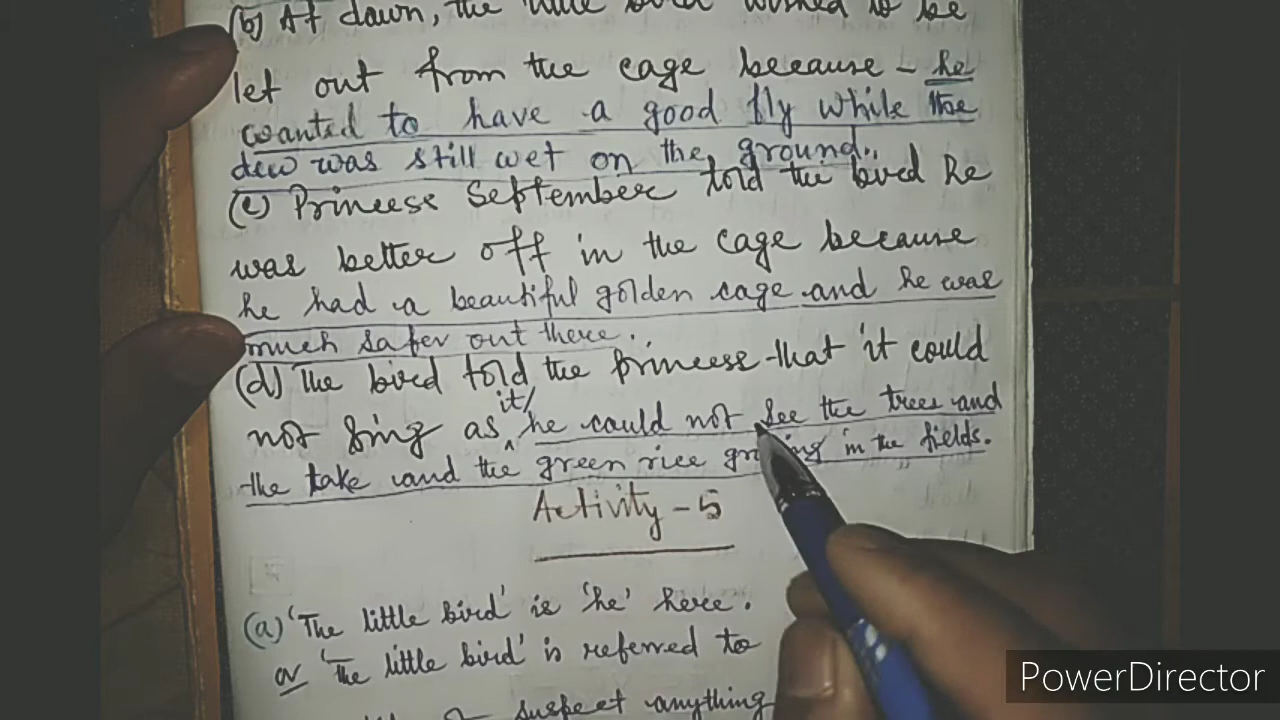 (b) At dawn, the little bird wished to be
let out from the cage because - he
wanted to have a good fly while the
dew was still wet on the ground.
(c) Princess September told the bird he
was better off in the cage because
he had a beautiful golden cage and he was
much safer out there.
(d) The bird told the princess that it could
not sing as it/he could not see the trees and
the lake and the green rice growing in the fields.
Activity - 5
(a) 'The little bird' is 'he' here.
or 'The little bird' is referred to
suspect anything
PowerDirector